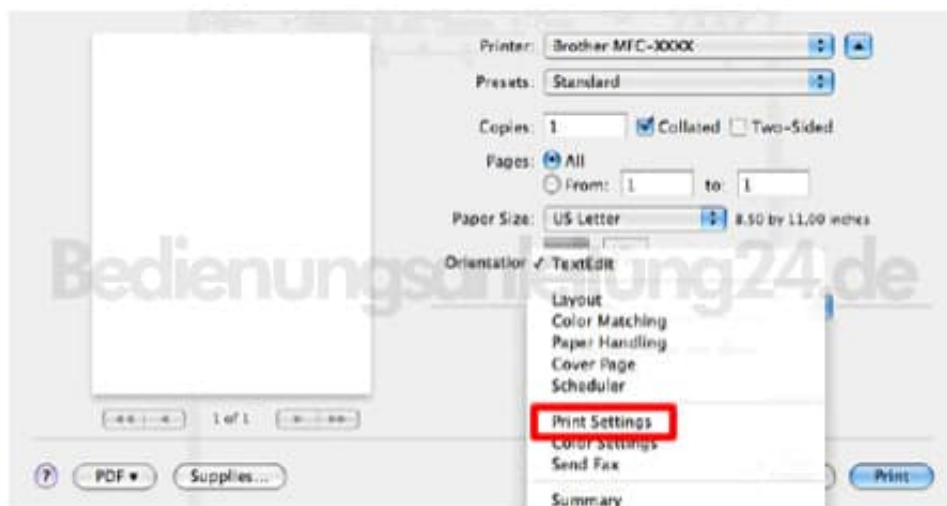 Printer: Brother MFC-XXXX
Presets: Standard
Copies: 1 Collated Two-Sided
Pages: All
From: 1 to: 1
Paper Size: US Letter 8.50 by 11.00 inches
Orientation ✓ TextEdit
Bedienungsanleitung24.de
Layout
Color Matching
Paper Handling
Cover Page
Scheduler
1 of 1
Print Settings
Color Settings
Send Fax
? PDF ▾ Supplies... Print
Summary